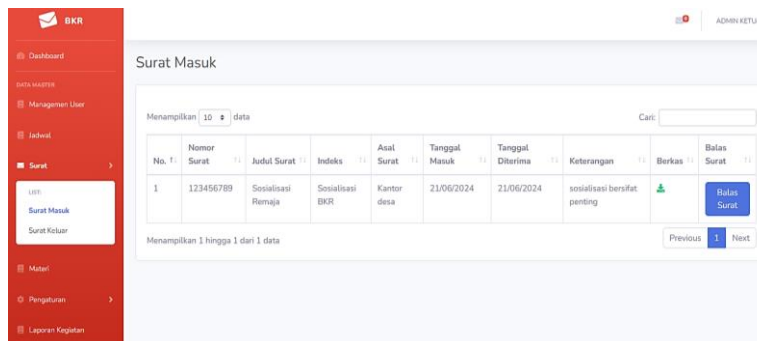 BKR
0
ADMIN KETU
Dashboard
DATA MASTER
Managemen User
Jadwal
Surat
LIST:
Surat Masuk
Surat Keluar
Materi
Pengaturan
Laporan Kegiatan
Surat Masuk
Menampilkan 10 data
Cari:
No. Nomor Surat Judul Surat Indeks Asal Surat Tanggal Masuk Tanggal Diterima Keterangan Berkas Balas Surat
1 123456789 Sosialisasi Remaja Sosialisasi BKR Kantor desa 21/06/2024 21/06/2024 sosialisasi bersifat penting Balas Surat
Menampilkan 1 hingga 1 dari 1 data
Previous 1 Next